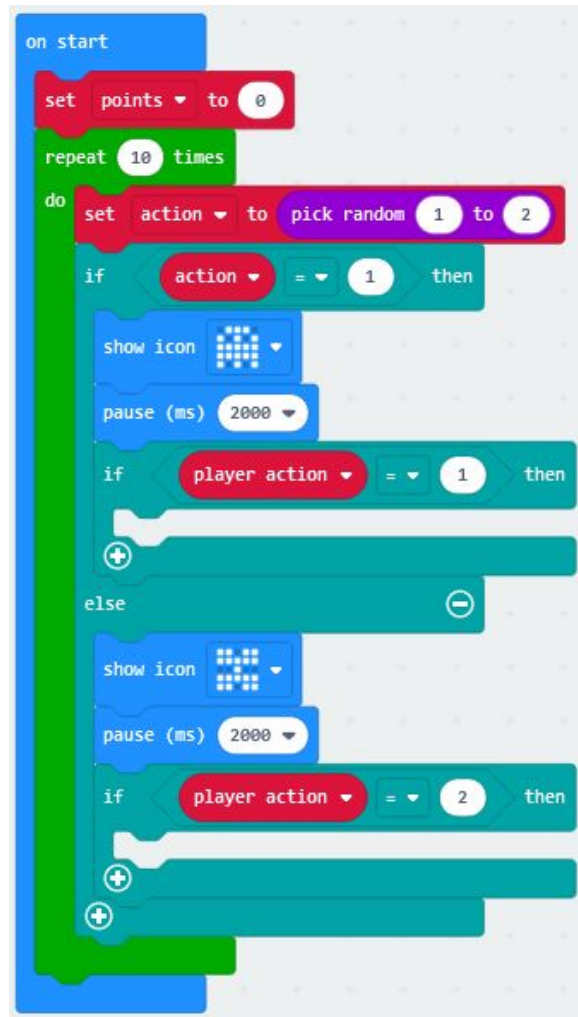 on start
set points to 0
repeat 10 times
do
set action to pick random 1 to 2
if action = 1 then
show icon
pause (ms) 2000
if player action = 1 then
else
show icon
pause (ms) 2000
if player action = 2 then